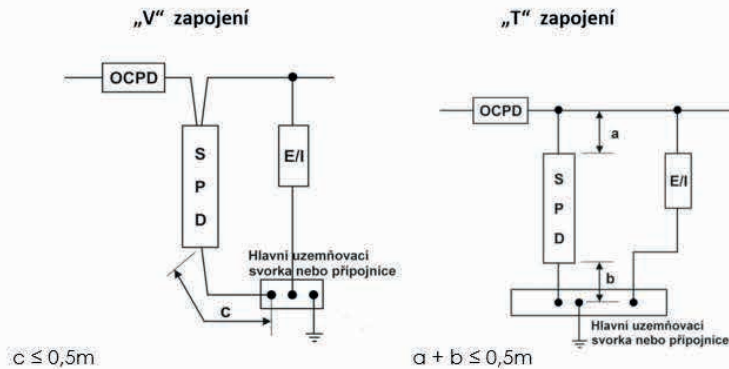 „V“ zapojení
OCPD
S
P
D
E/I
Hlavní uzemňovací
svorka nebo přípojnice
C
c ≤ 0,5m
„T“ zapojení
OCPD
a
S
P
D
E/I
b
Hlavní uzemňovací
svorka nebo přípojnice
a + b ≤ 0,5m